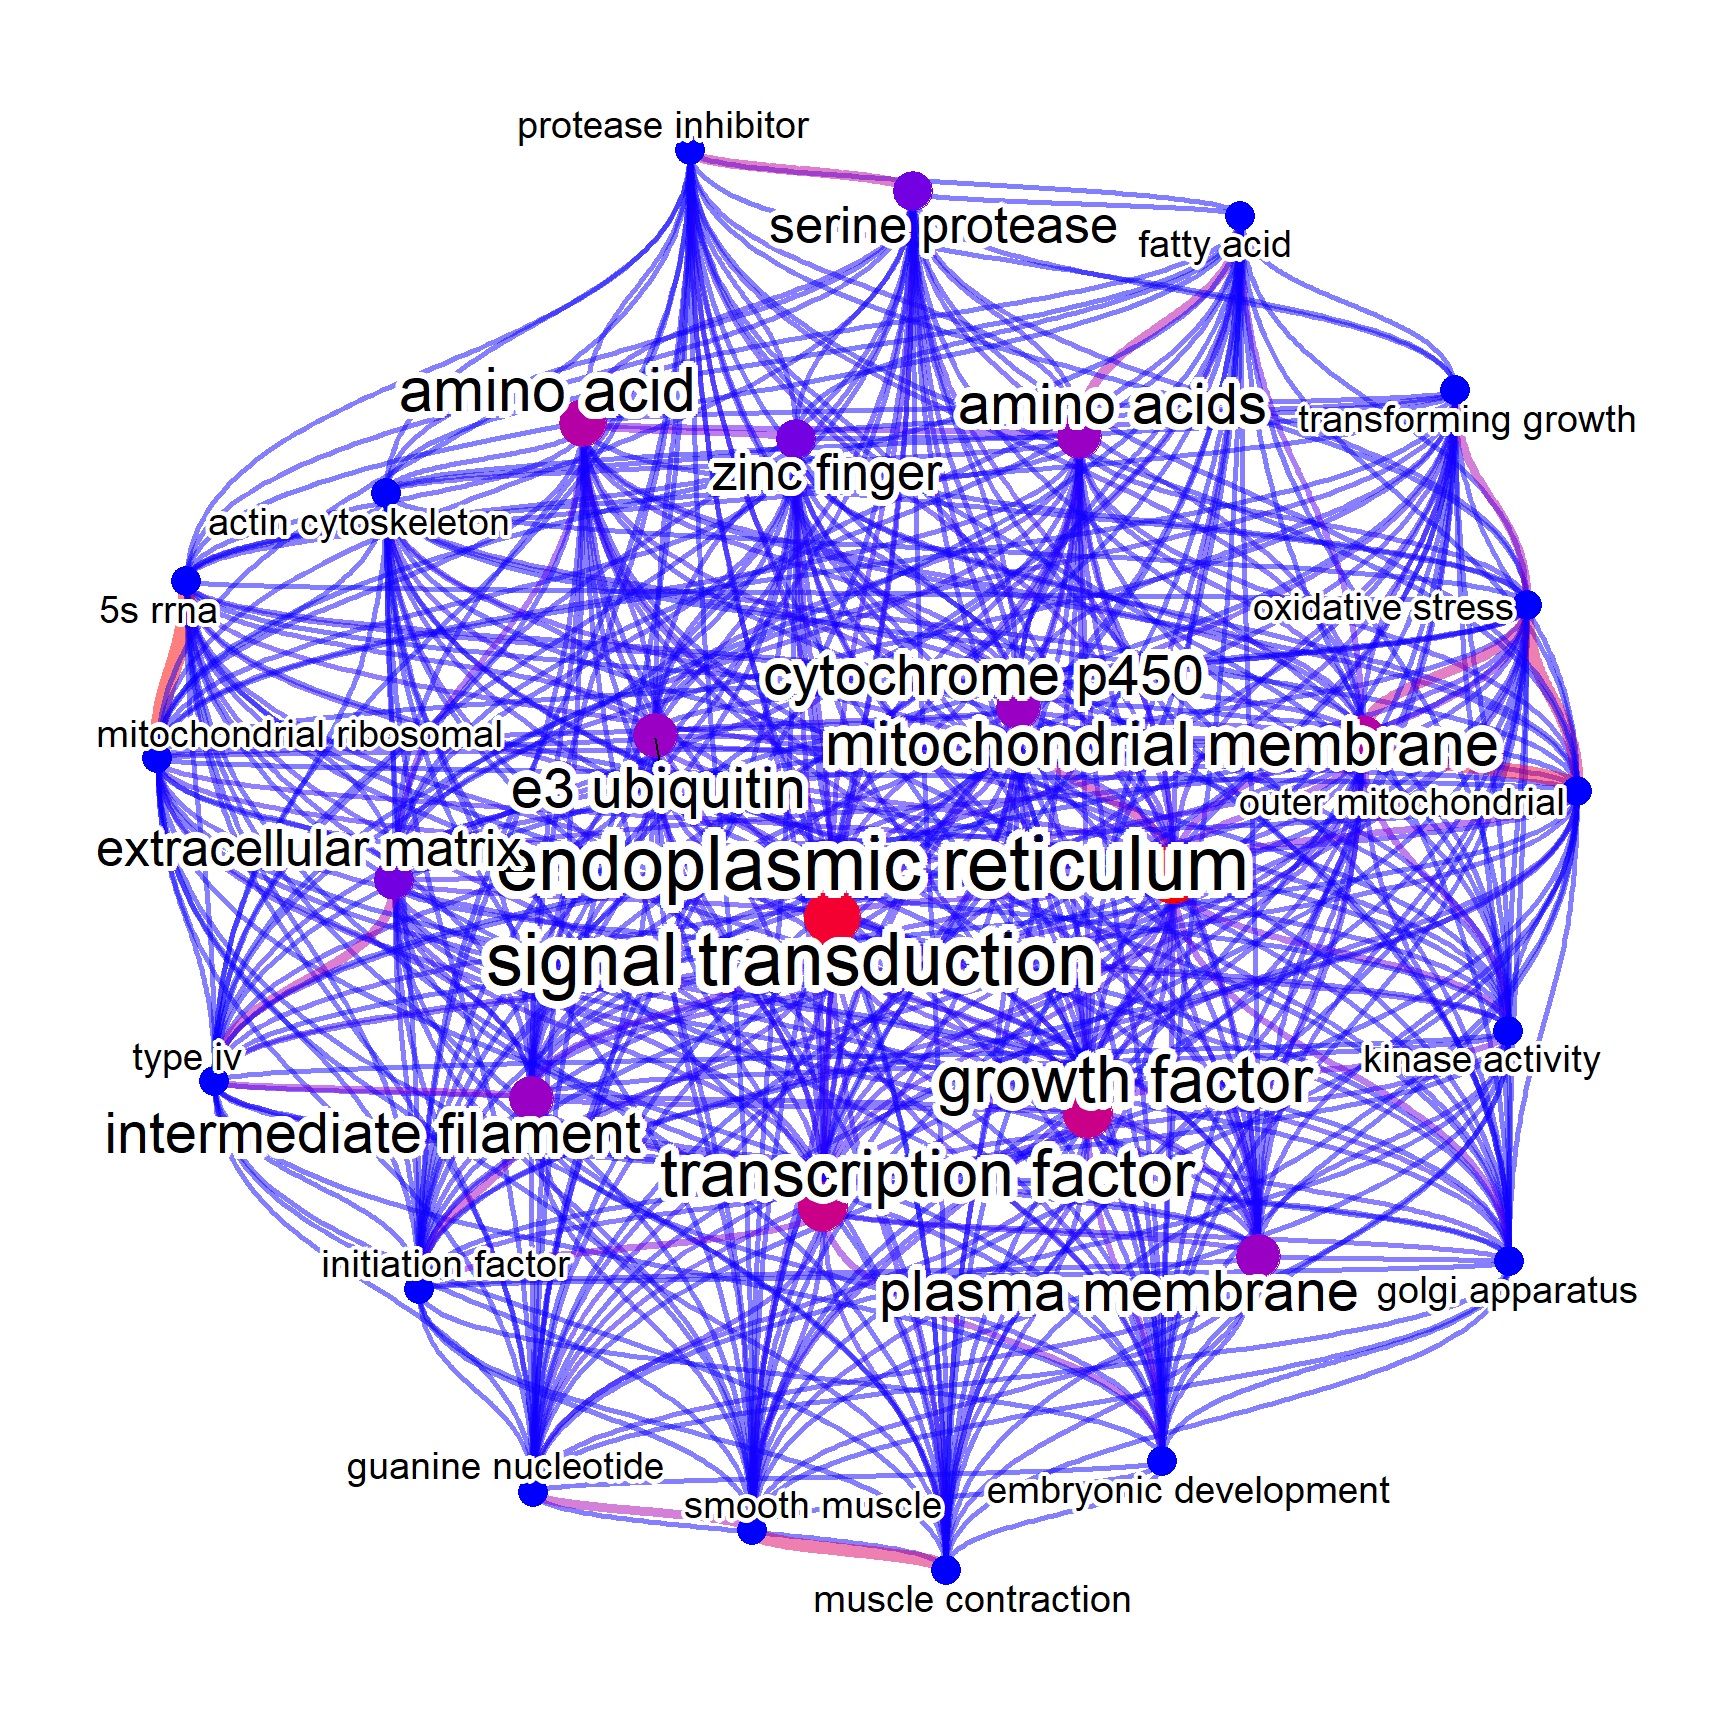 protease inhibitor
serine protease
fatty acid
amino acid
amino acids
transforming growth
zinc finger
actin cytoskeleton
5s rrna
oxidative stress
cytochrome p450
mitochondrial ribosomal
mitochondrial membrane
e3 ubiquitin
outer mitochondrial
extracellular matrix
endoplasmic reticulum
signal transduction
type iv
kinase activity
growth factor
intermediate filament
transcription factor
initiation factor
plasma membrane
golgi apparatus
guanine nucleotide
smooth muscle
embryonic development
muscle contraction